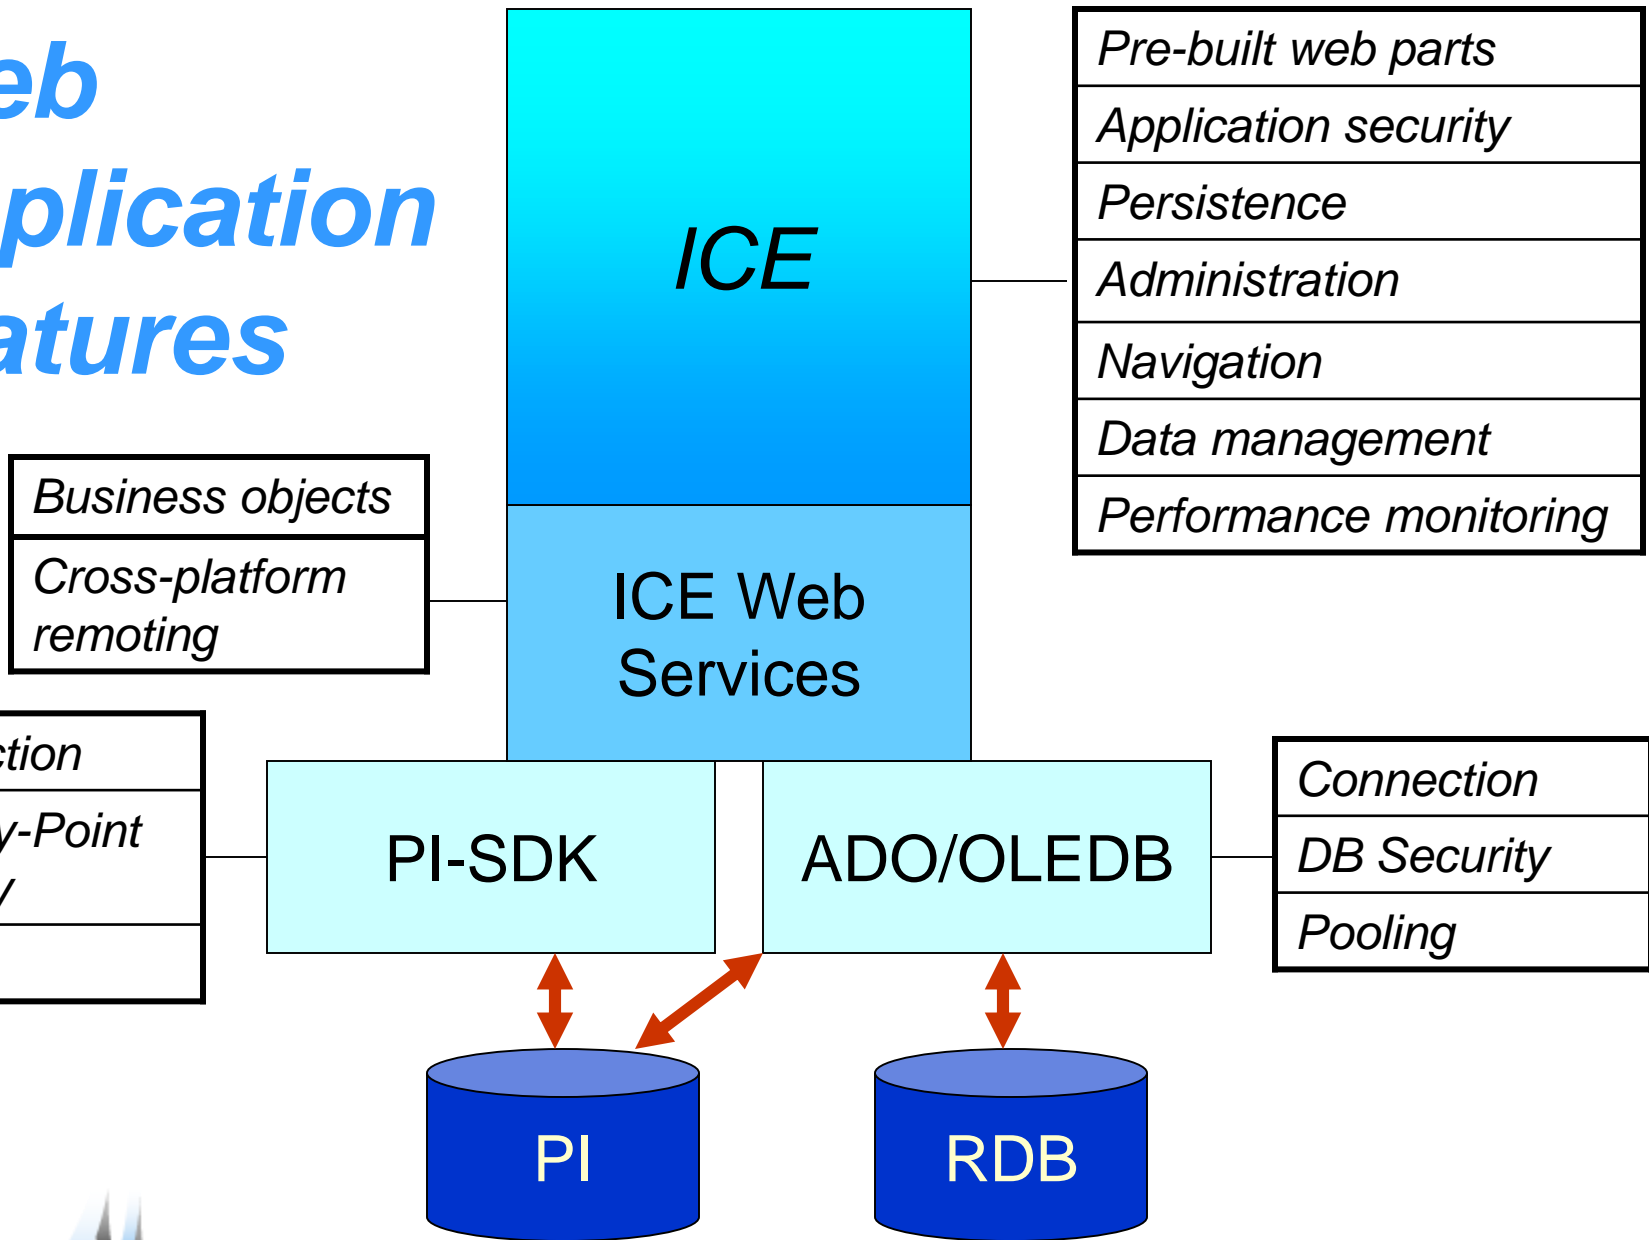 eb
plication
atures
ICE
Pre-built web parts
Application security
Persistence
Administration
Navigation
Data management
Performance monitoring
Business objects
Cross-platform
remoting
ICE Web
Services
ction
y-Point
y
PI-SDK
ADO/OLEDB
Connection
DB Security
Pooling
PI
RDB